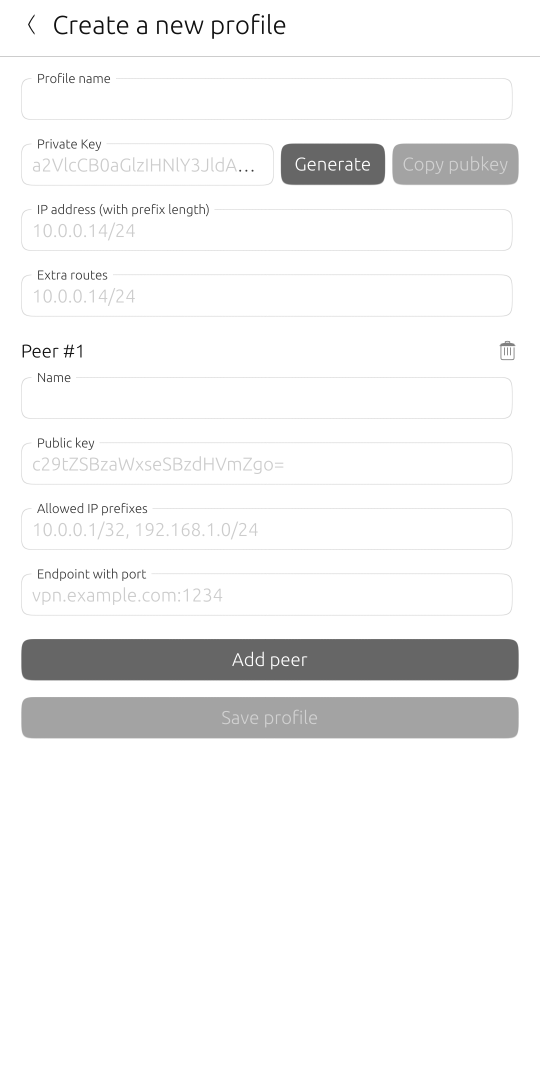 Create a new profile
Profile name
Private Key
a2VlcCB0aGlzIHNlY3JldA...
Generate
Copy pubkey
IP address (with prefix length)
10.0.0.14/24
Extra routes
10.0.0.14/24
Peer #1
Name
Public key
c29tZSBzaWxseSBzdHVmZgo=
Allowed IP prefixes
10.0.0.1/32, 192.168.1.0/24
Endpoint with port
vpn.example.com:1234
Add peer
Save profile